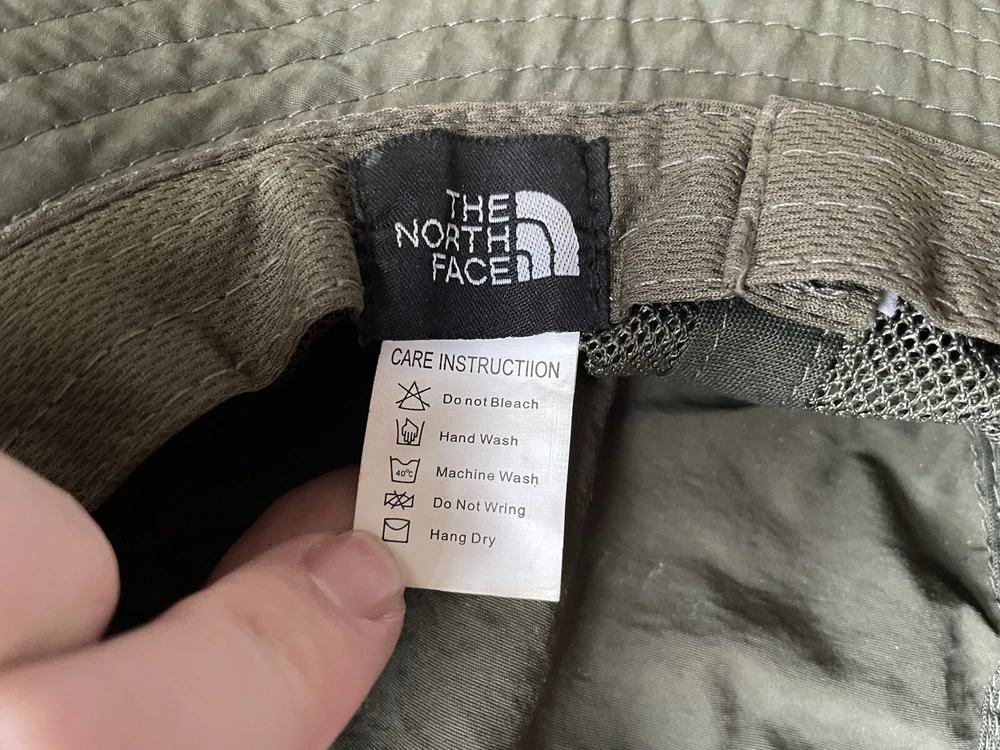 THE
NORTH
FACE
CARE INSTRUCTIION
Do not Bleach
Hand Wash
40°C Machine Wash
Do Not Wring
Hang Dry